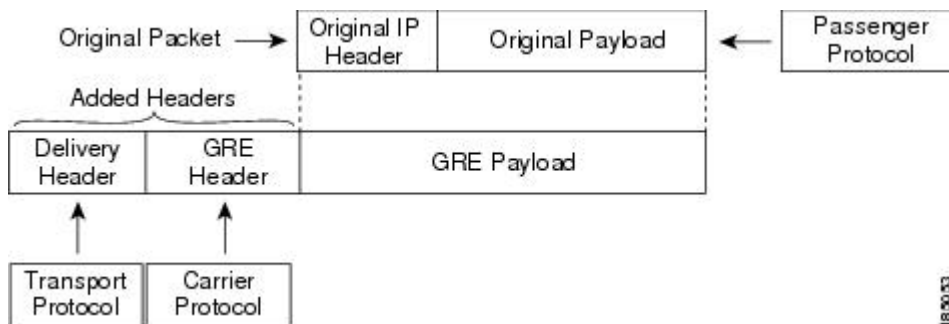 Original Packet
Original IP
Header
Original Payload
Passenger
Protocol
Added Headers
Delivery
Header
GRE
Header
GRE Payload
Transport
Protocol
Carrier
Protocol